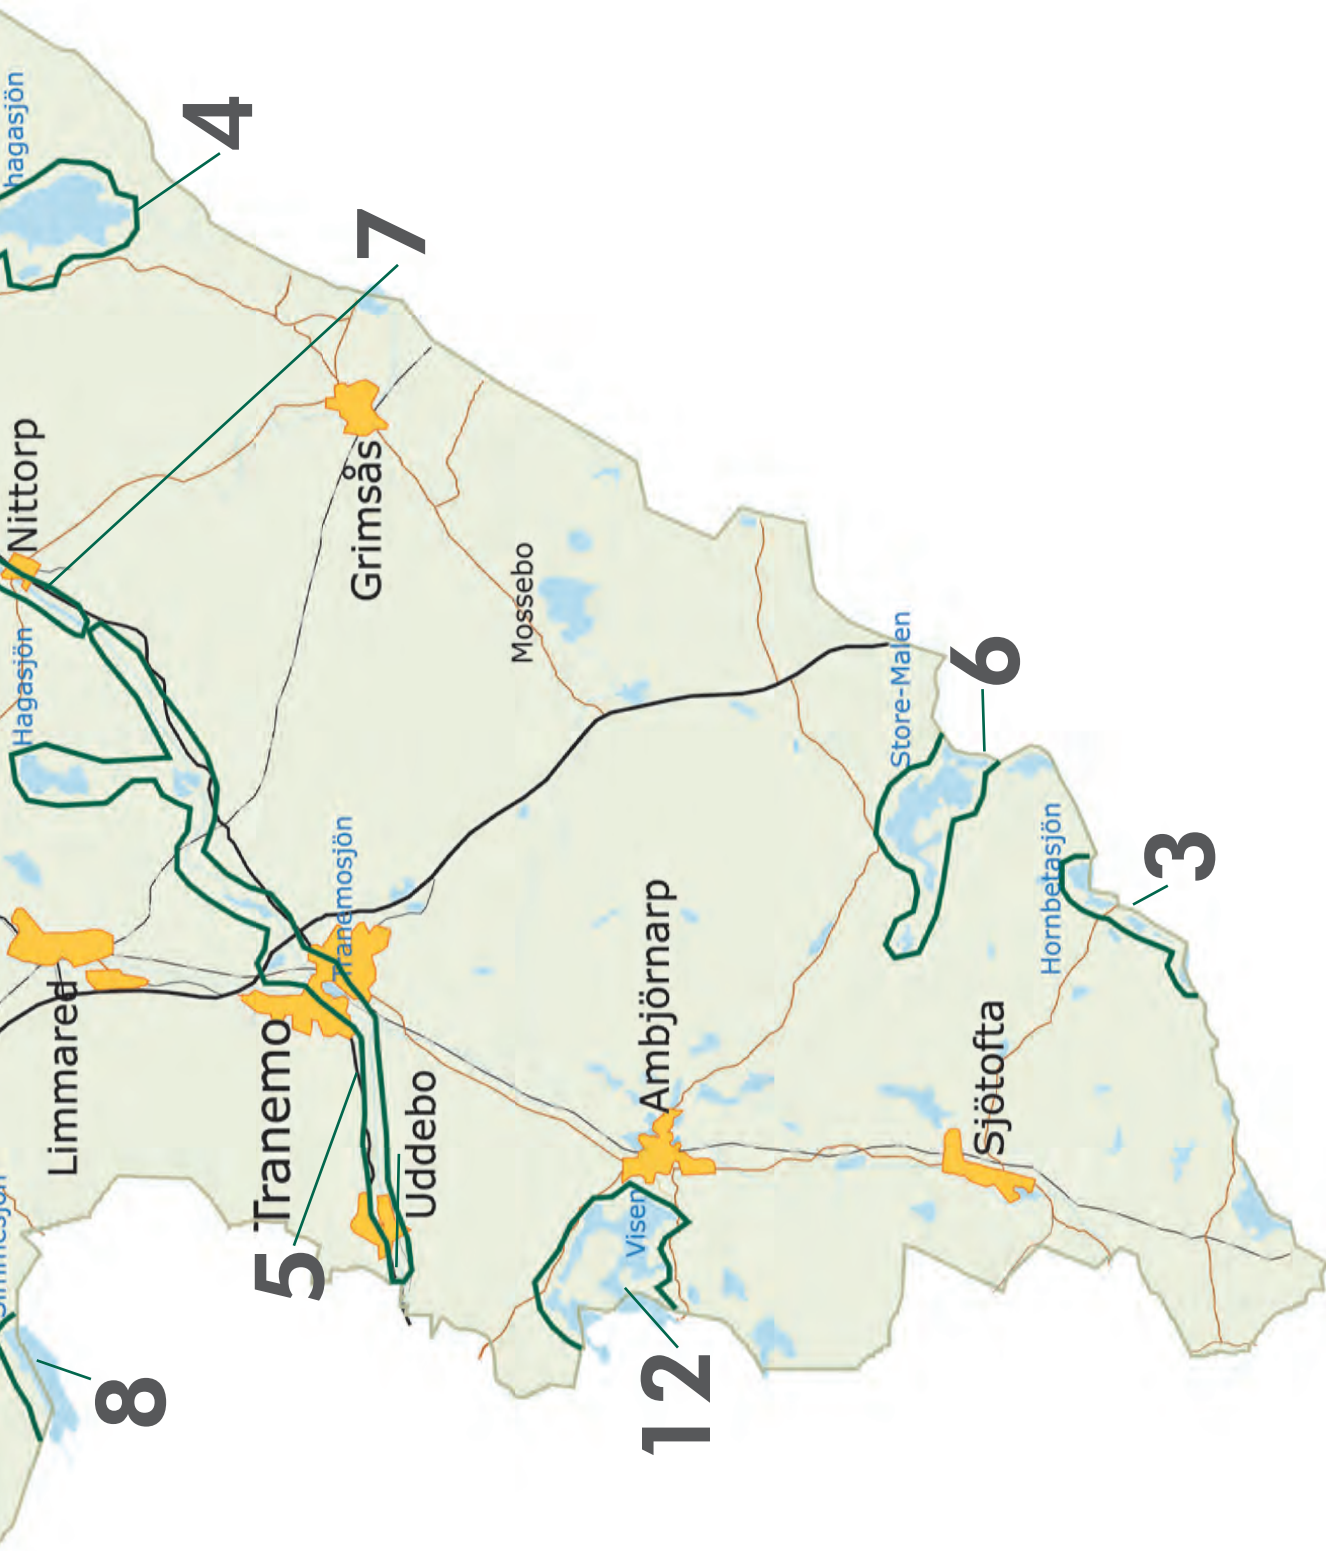 hagasjön
4
7
Nittorp
Hagasjön
Grimsås
Mossebo
Store-Malen
6
Hornbetasjön
3
Tranemosjön
Limmared
Tranemo
Uddebo
5
Ambjörnarp
Sjötofta
Visen
12
8